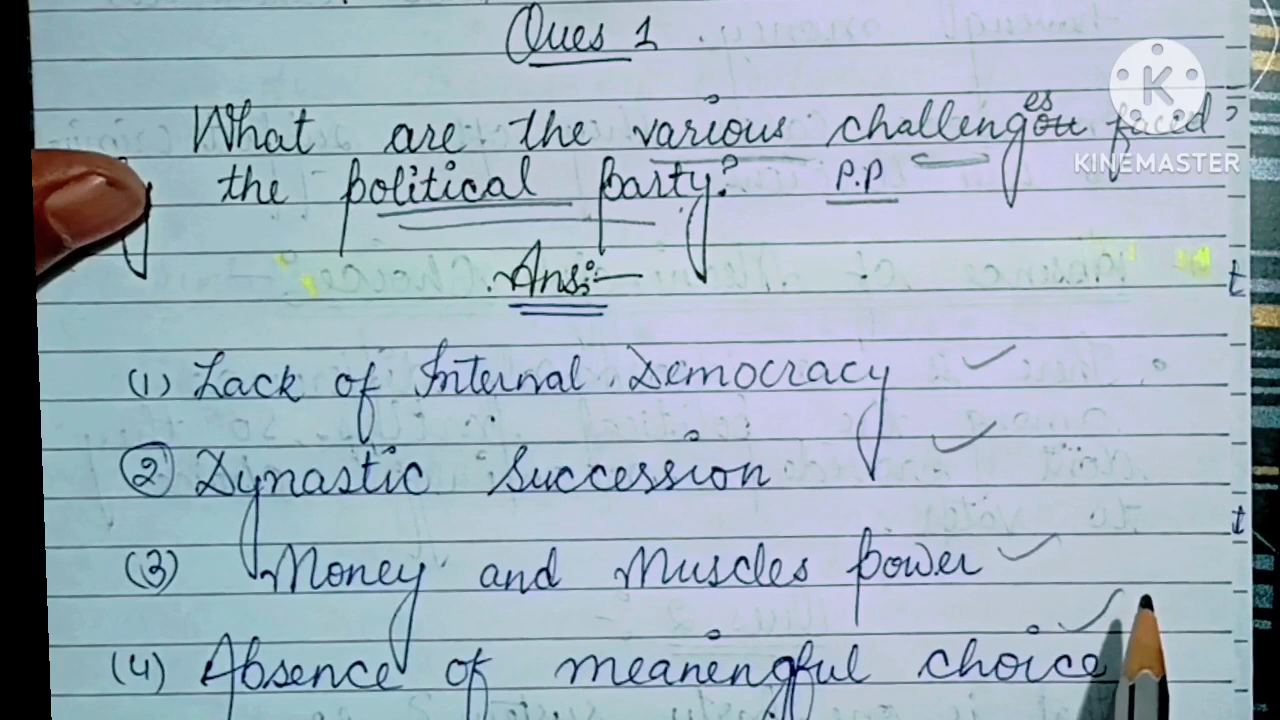 Ques 1
What are the various challenges faced
the political party? P.P
Ans:-
(1) Lack of Internal Democracy
(2) Dynastic Succession
(3) Money and Muscles power
(4) Absence of meanengful choice
K
KINEMASTER
t
t